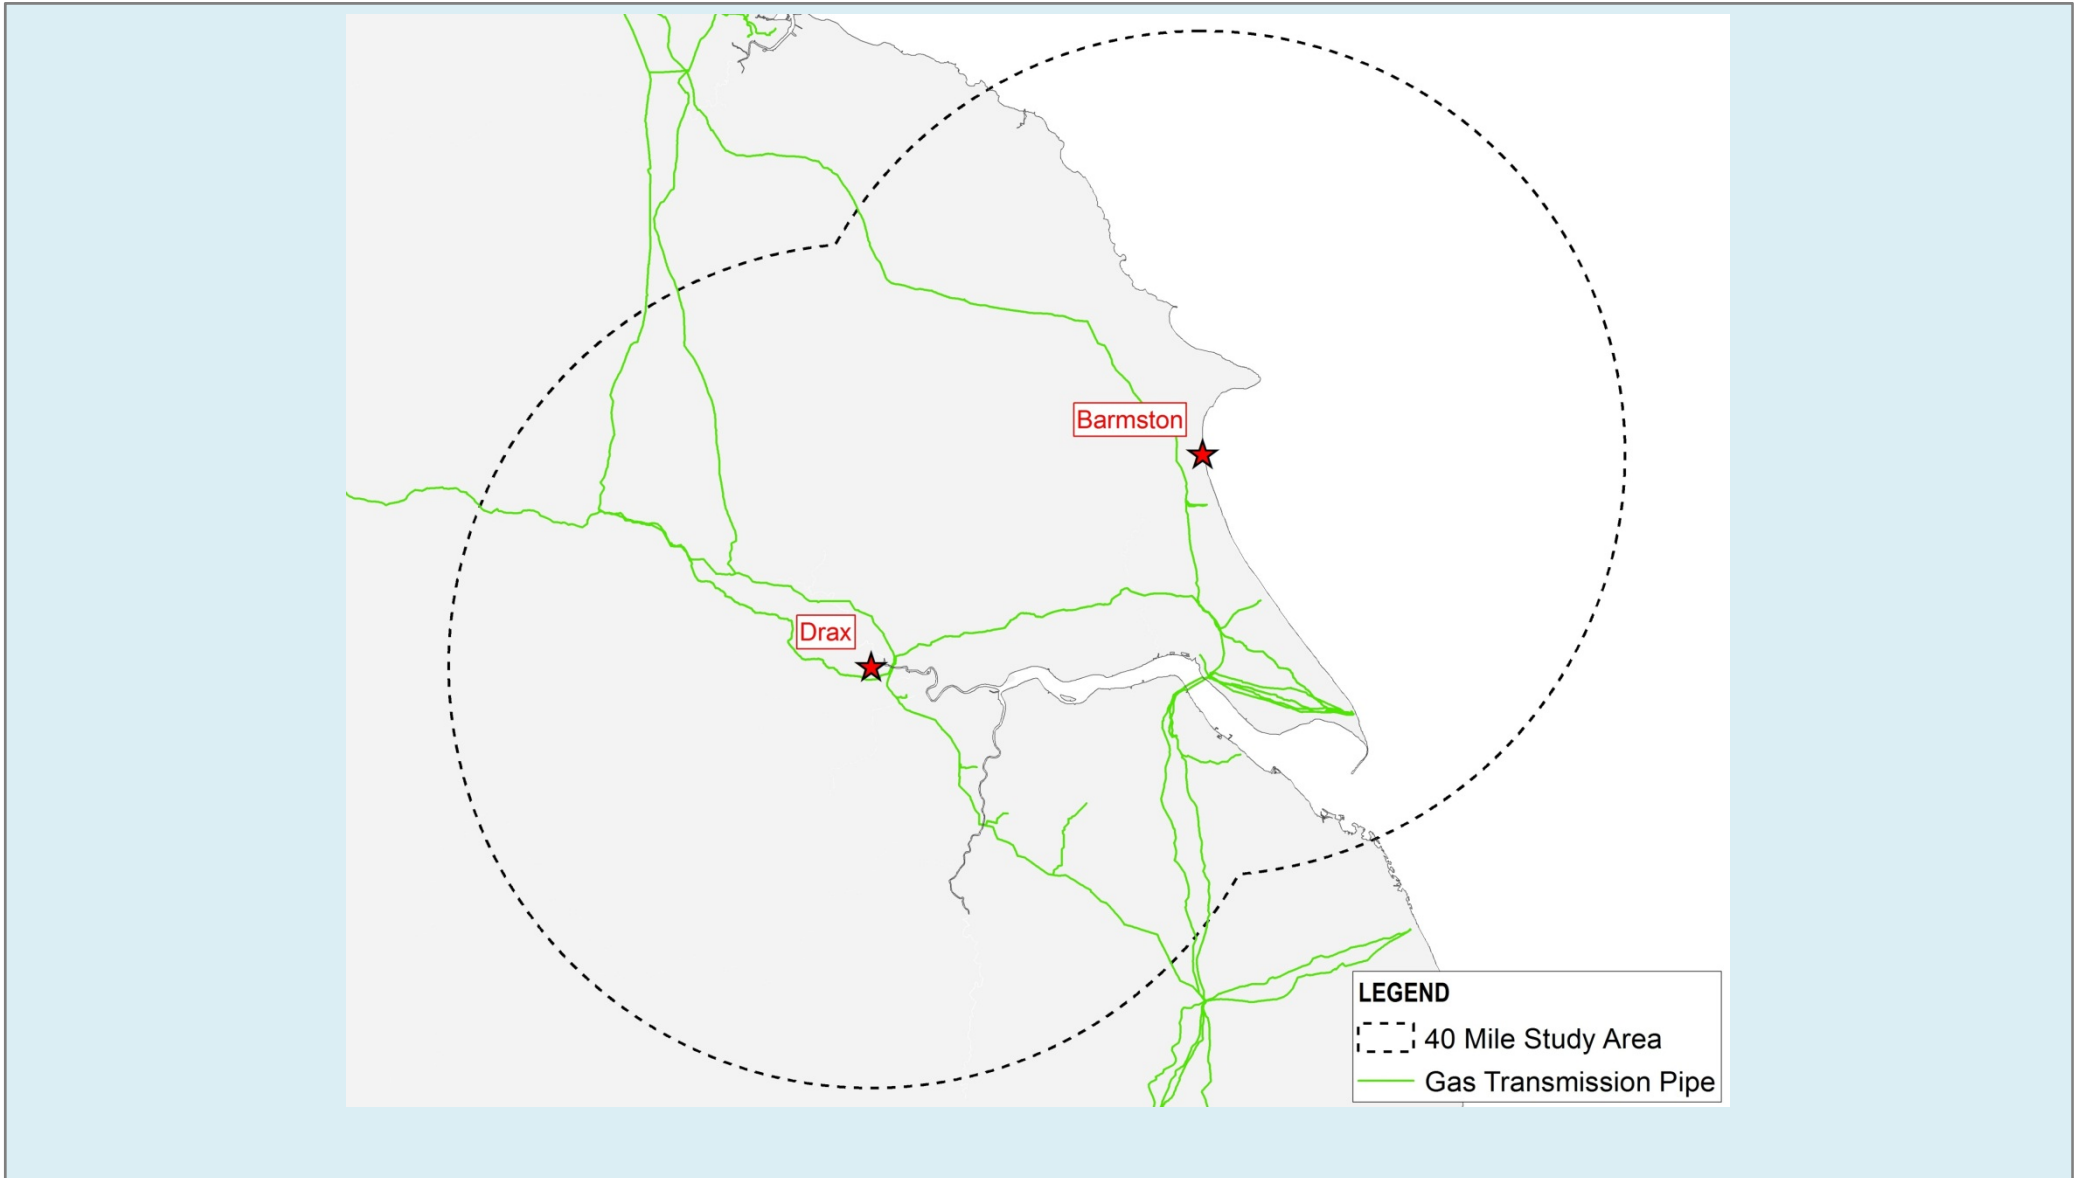 Barmston
Drax
LEGEND
40 Mile Study Area
Gas Transmission Pipe